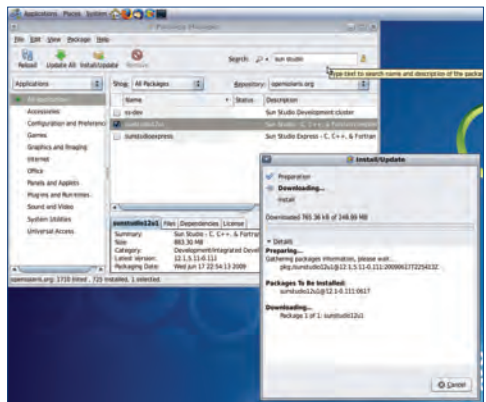 Applications Places System
Package Manager
File Edit View Package Help
Reload Update All Install/Update Remove
Search: sun studio
Type text to search name and description of the packa
Applications
Show: All Packages
Repository: opensolaris.org
All Applications
Accessories
Configuration and Preferenc
Games
Graphics and Imaging
Internet
Office
Panels and Applets
Plug-ins and Run-times
Sound and Video
System Utilities
Universal Access
Name Status Description
ss-dev Sun Studio Development cluster
sunstudio12u1
sunstudioexpress Sun Studio Express - C, C++, & Fortran
sunstudio12u1 Files Dependencies License
Summary: Sun Studio - C, C++, & Fortran
Size: 863.30 MB
Category: Development/Integrated Devel
Latest Version: 12.1.5.11-0.111
Packaging Date: Wed Jun 17 22:54:13 2009
opensolaris.org: 1710 listed , 725 installed, 1 selected.
Install/Update
Preparation
Downloading...
Install
Downloaded 765.36 kB of 248.89 MB
Details
Preparing...
Gathering packages information, please wait...
Packages To Be Installed:
Downloading...
Package 1 of 1: sunstudio12u1
Cancel